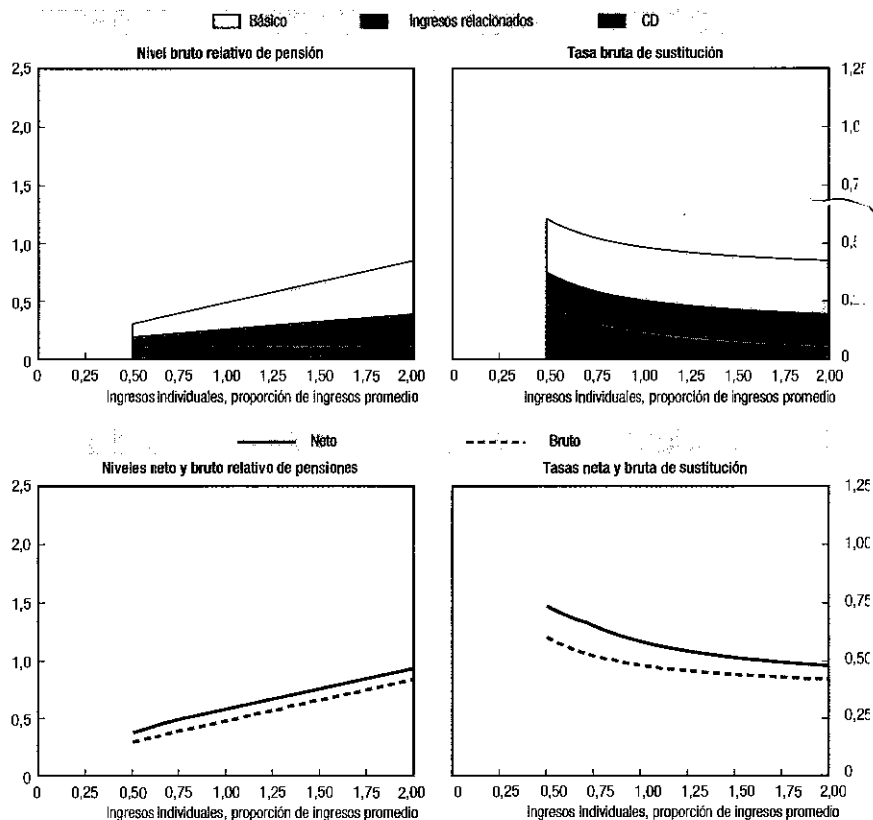 Básico Ingresos relacionados CD
Nivel bruto relativo de pensión
2,5
2,0
1,5
1,0
0,5
0
0 0,25 0,50 0,75 1,00 1,25 1,50 1,75 2,00
Ingresos individuales, proporción de ingresos promedio
Tasa bruta de sustitución
1,25
1,0
0,7
0
0 0,25 0,50 0,75 1,00 1,25 1,50 1,75 2,00
Ingresos individuales, proporción de ingresos promedio
Neto Bruto
Niveles neto y bruto relativo de pensiones
2,5
2,0
1,5
1,0
0,5
0
0 0,25 0,50 0,75 1,00 1,25 1,50 1,75 2,00
Ingresos individuales, proporción de ingresos promedio
Tasas neta y bruta de sustitución
1,25
1,00
0,75
0,50
0,25
0
0 0,25 0,50 0,75 1,00 1,25 1,50 1,75 2,00
Ingresos individuales, proporción de ingresos promedio